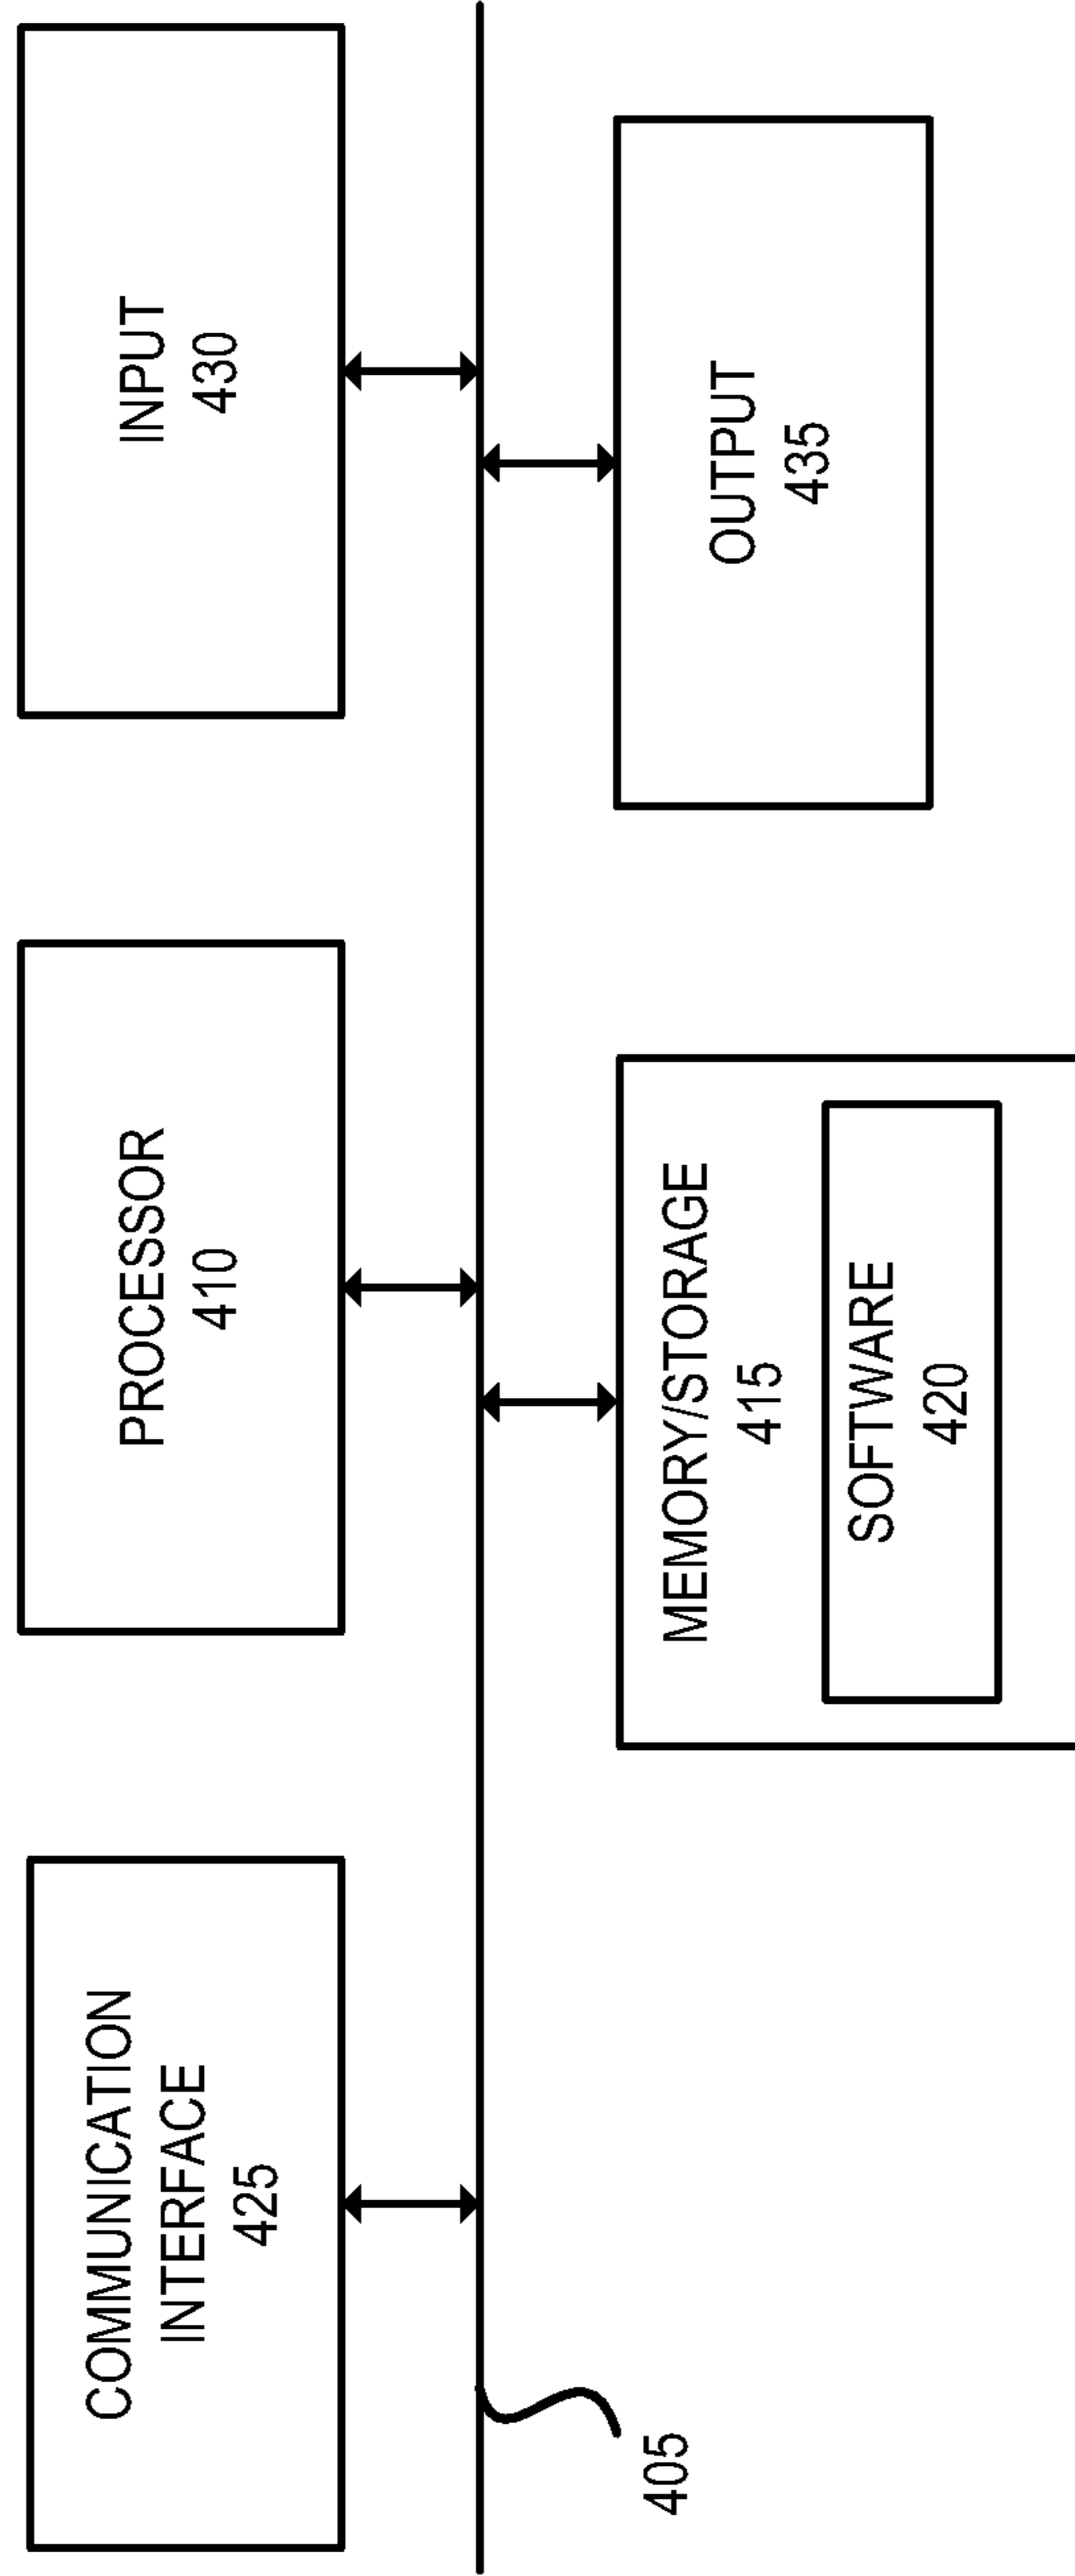 COMMUNICATION
INTERFACE
425
PROCESSOR
410
INPUT
430
405
MEMORY/STORAGE
415
SOFTWARE
420
OUTPUT
435